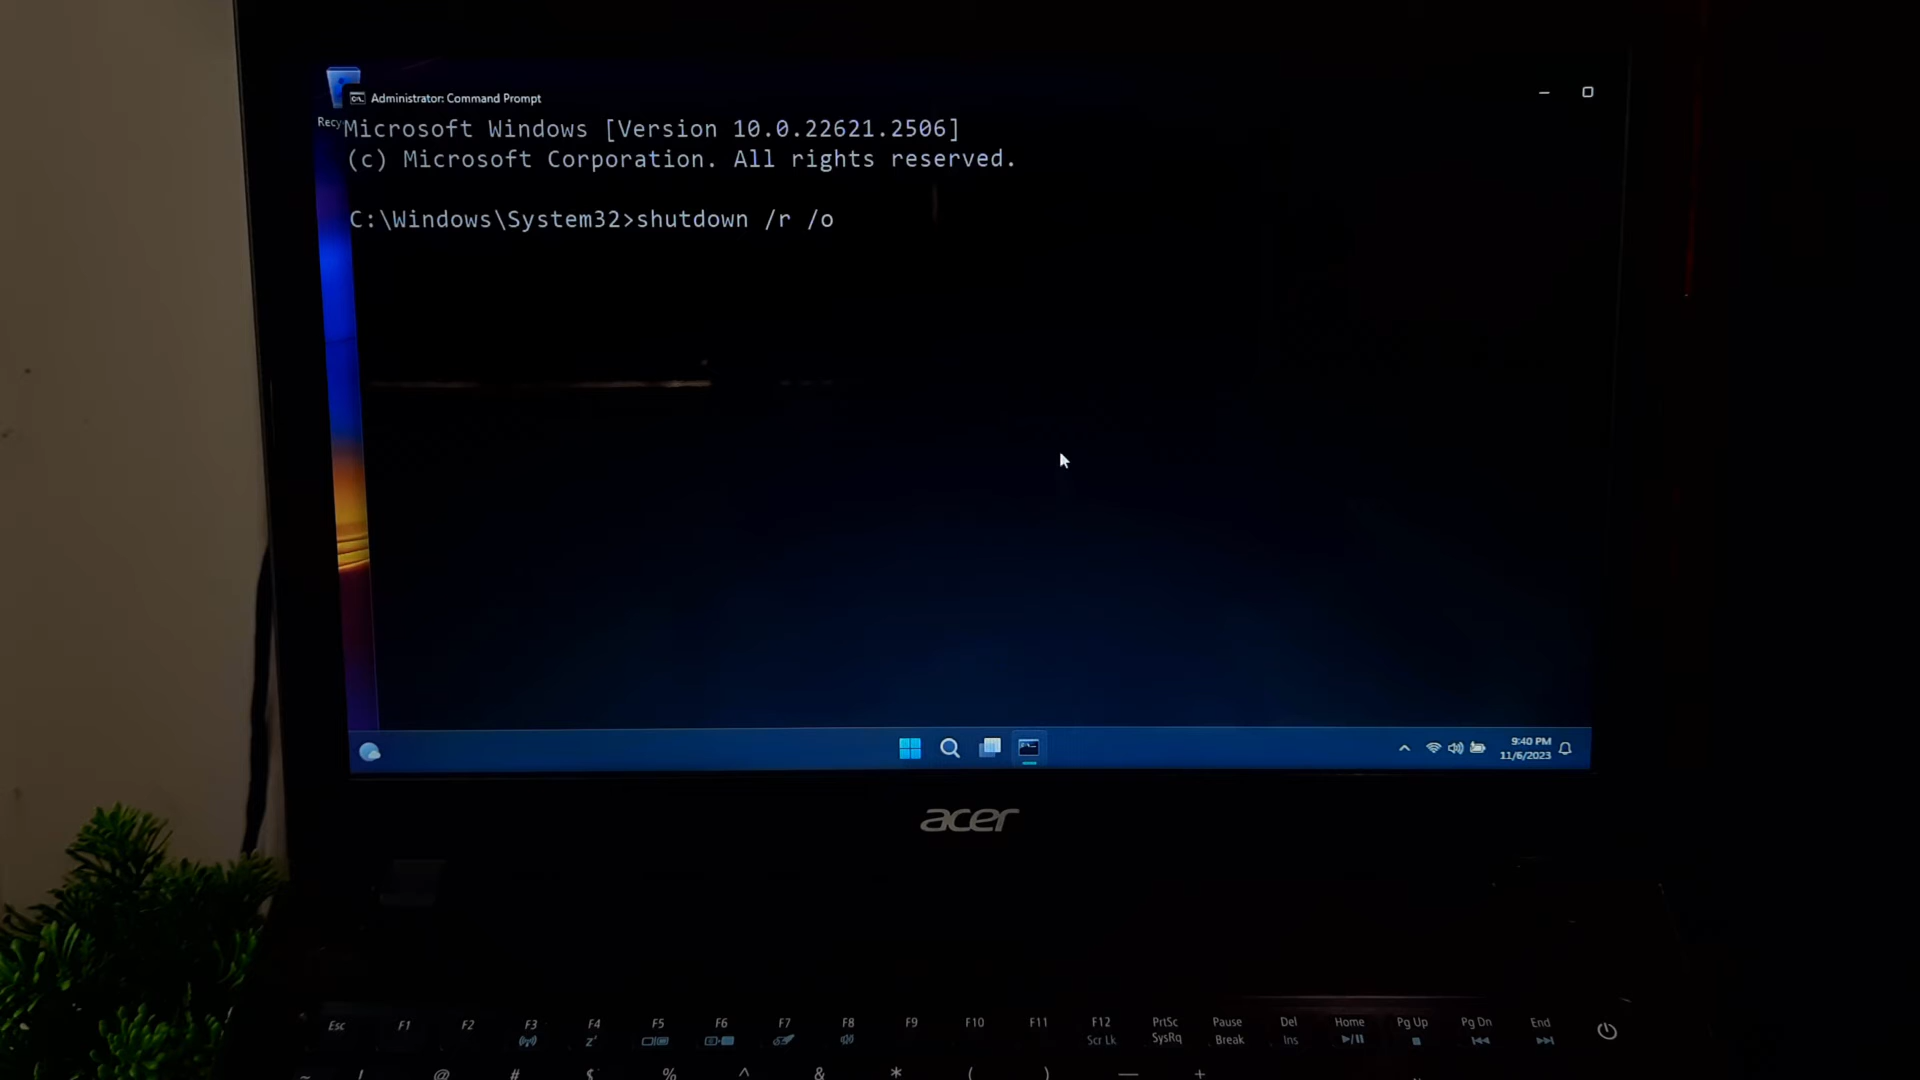 Recy
Administrator: Command Prompt
Microsoft Windows [Version 10.0.22621.2506]
(c) Microsoft Corporation. All rights reserved.
C:\Windows\System32>shutdown /r /o
9:40 PM
11/6/2023
acer
Esc F1 F2 F3 F4 F5 F6 F7 F8 F9 F10 F11 F12 PrtSc Pause Del Home Pg Up Pg Dn End
Scr Lk SysRq Break Ins
~ ! @ # $ % ^ & * ( ) — +